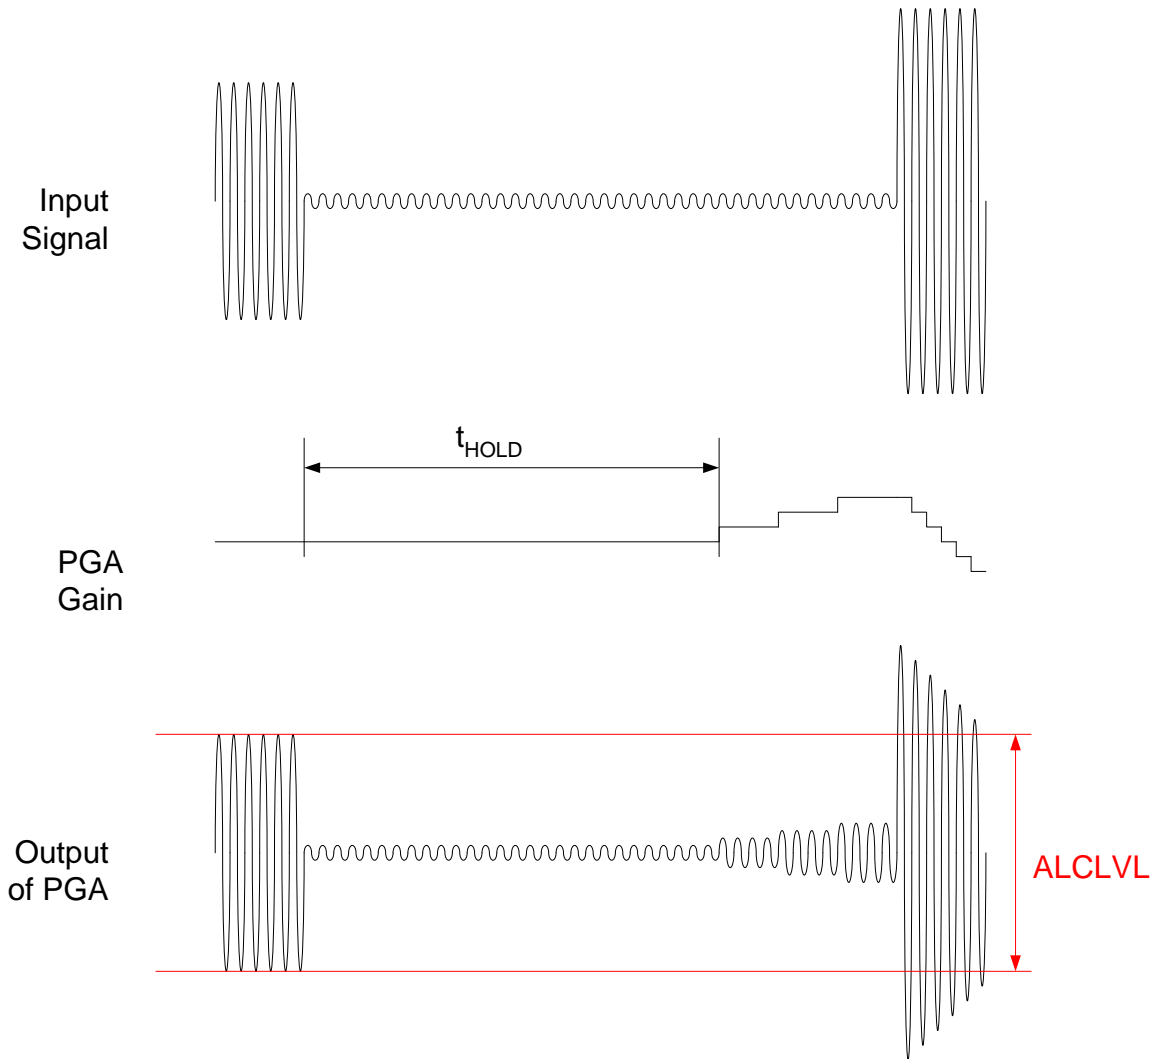 Input
Signal
tHOLD
PGA
Gain
Output
of PGA
ALCLVL